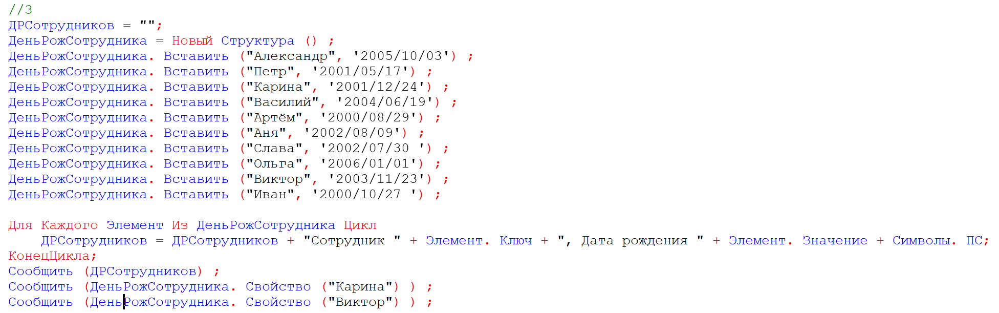 //3
ДРСотрудников = "";
ДеньРожСотрудника = Новый Структура () ;
ДеньРожСотрудника. Вставить ("Александр", '2005/10/03') ;
ДеньРожСотрудника. Вставить ("Петр", '2001/05/17') ;
ДеньРожСотрудника. Вставить ("Карина", '2001/12/24') ;
ДеньРожСотрудника. Вставить ("Василий", '2004/06/19') ;
ДеньРожСотрудника. Вставить ("Артём", '2000/08/29') ;
ДеньРожСотрудника. Вставить ("Аня", '2002/08/09') ;
ДеньРожСотрудника. Вставить ("Слава", '2002/07/30 ') ;
ДеньРожСотрудника. Вставить ("Ольга", '2006/01/01') ;
ДеньРожСотрудника. Вставить ("Виктор", '2003/11/23') ;
ДеньРожСотрудника. Вставить ("Иван", '2000/10/27 ') ;
Для Каждого Элемент Из ДеньРожСотрудника Цикл
ДРСотрудников = ДРСотрудников + "Сотрудник " + Элемент. Ключ + ", Дата рождения " + Элемент. Значение + Символы. ПС;
КонецЦикла;
Сообщить (ДРСотрудников) ;
Сообщить (ДеньРожСотрудника. Свойство ("Карина") ) ;
Сообщить (ДеньРожСотрудника. Свойство ("Виктор") ) ;